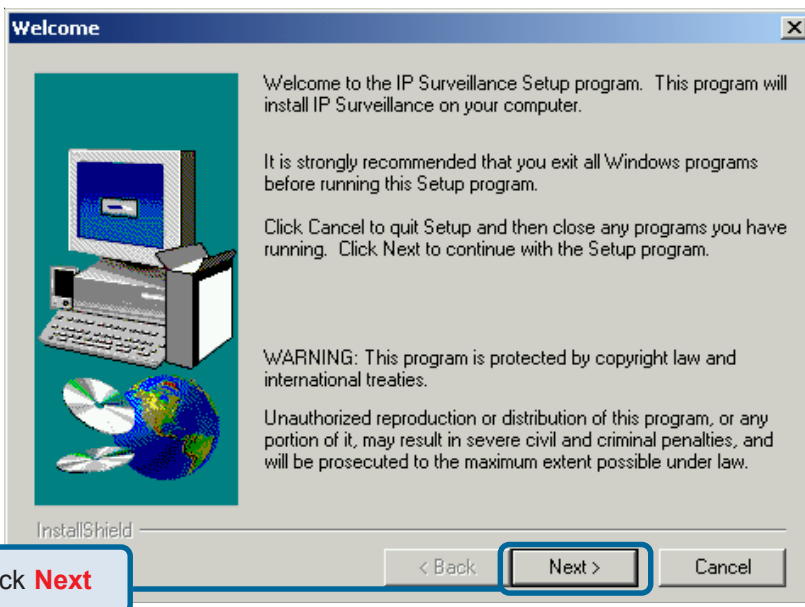 Welcome
Welcome to the IP Surveillance Setup program. This program will
install IP Surveillance on your computer.
It is strongly recommended that you exit all Windows programs
before running this Setup program.
Click Cancel to quit Setup and then close any programs you have
running. Click Next to continue with the Setup program.
WARNING: This program is protected by copyright law and
international treaties.
Unauthorized reproduction or distribution of this program, or any
portion of it, may result in severe civil and criminal penalties, and
will be prosecuted to the maximum extent possible under law.
InstallShield
ck Next
< Back
Next >
Cancel